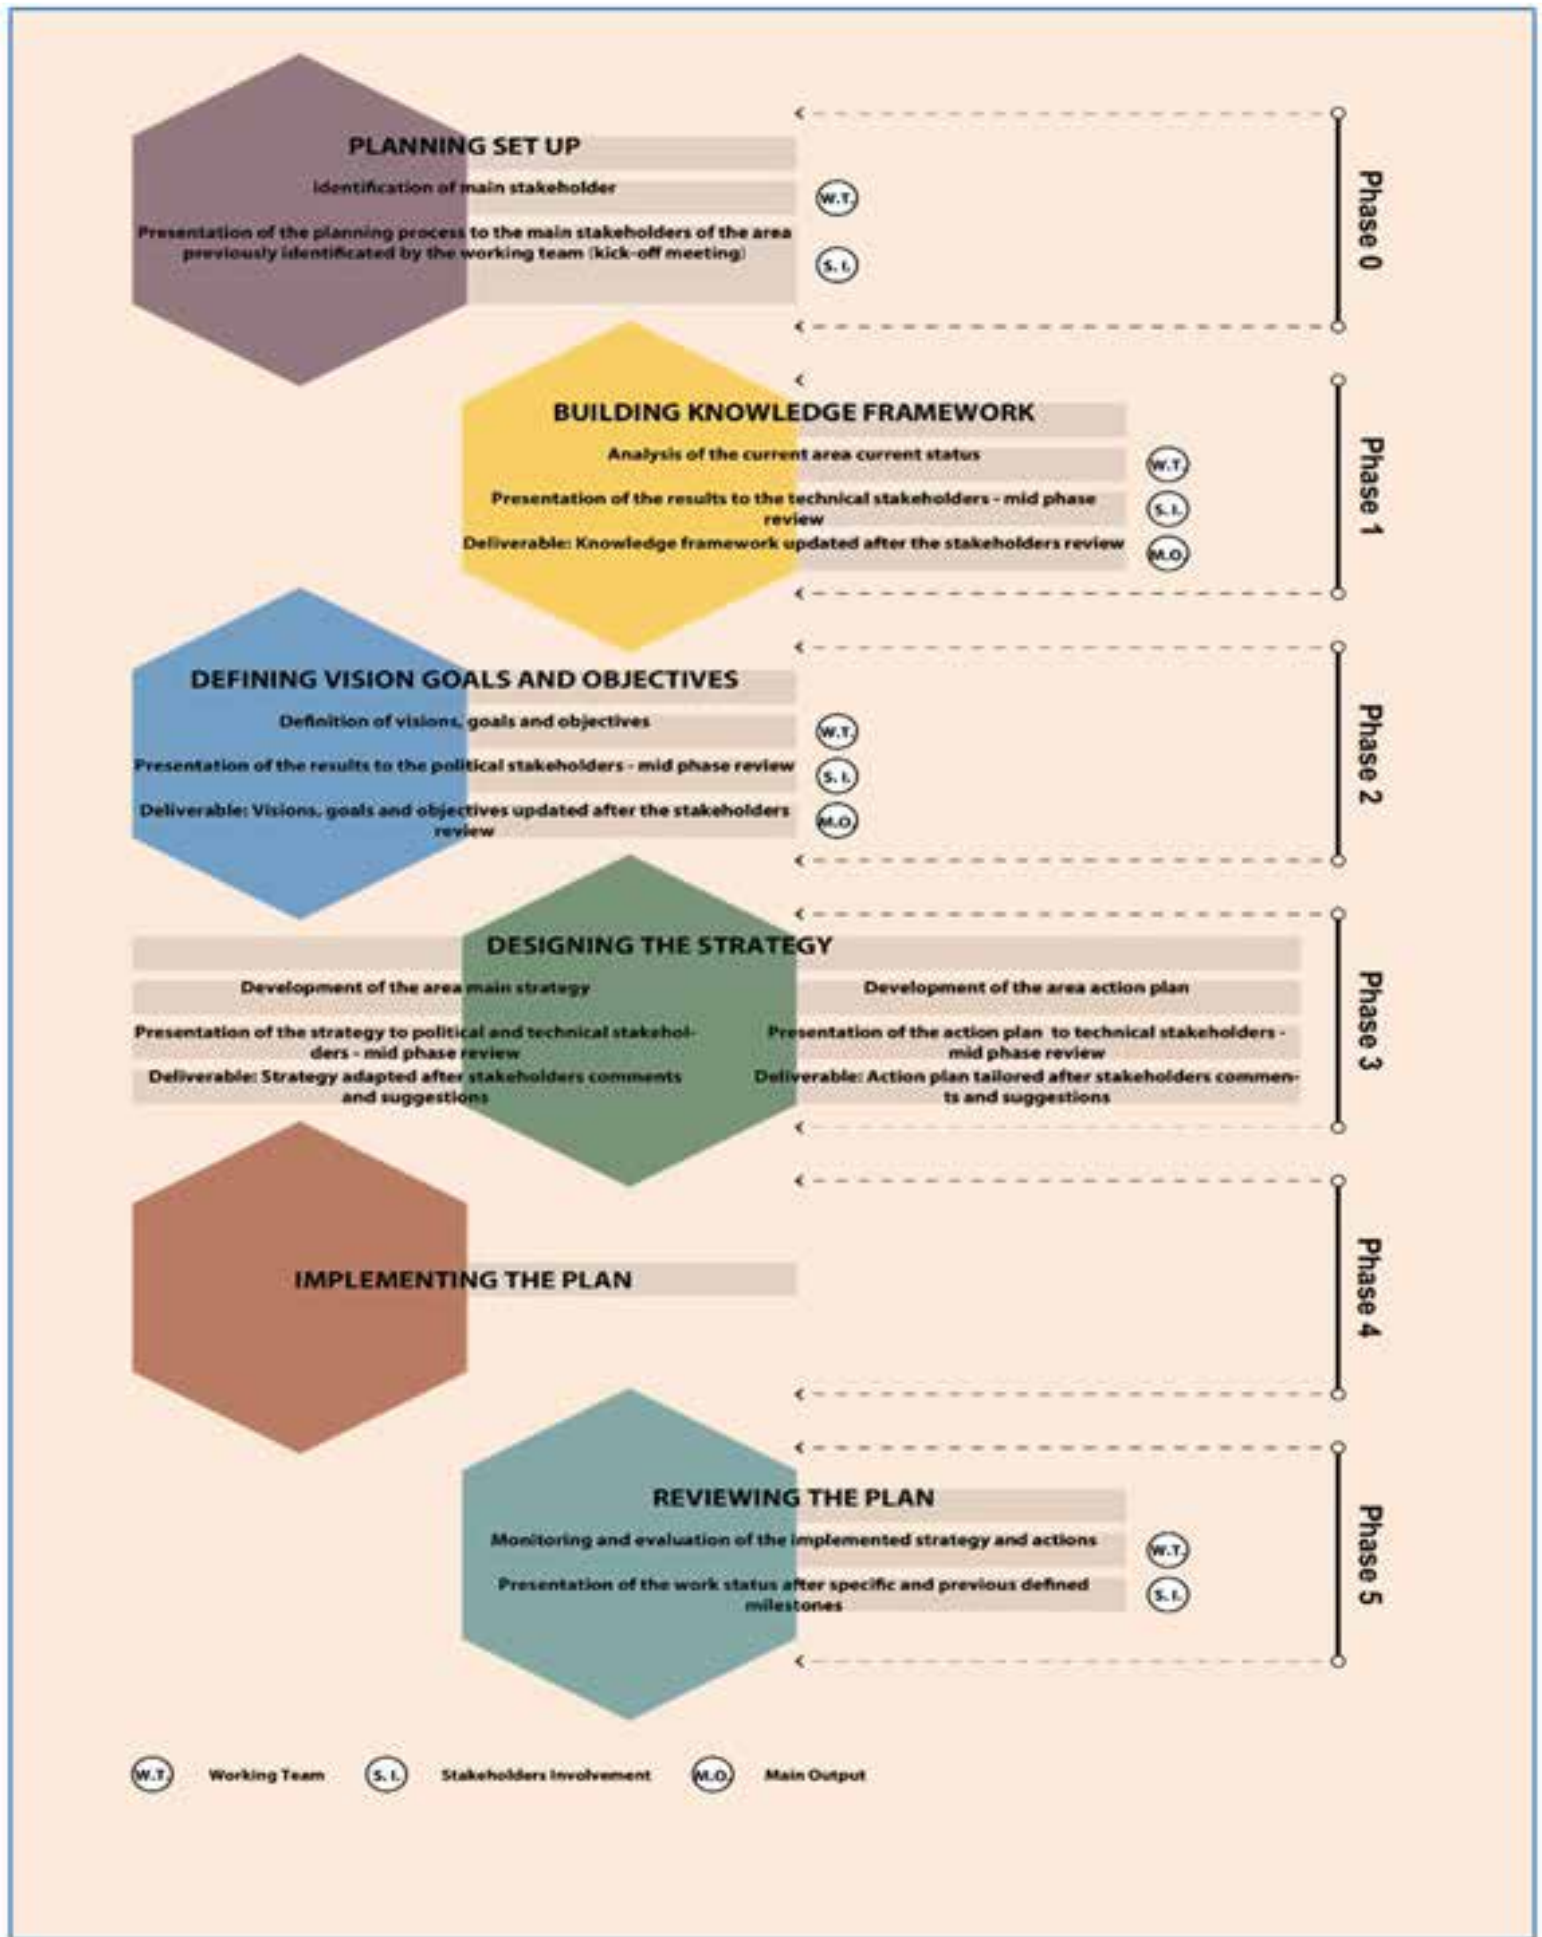 PLANNING SET UP
Identification of main stakeholder
W.T.
Presentation of the planning process to the main stakeholders of the area
previously identificated by the working team (kick-off meeting)
S. I.
Phase 0
BUILDING KNOWLEDGE FRAMEWORK
Analysis of the current area current status
W.T.
Presentation of the results to the technical stakeholders - mid phase
review
S. I.
Deliverable: Knowledge framework updated after the stakeholders review
M.O.
Phase 1
DEFINING VISION GOALS AND OBJECTIVES
Definition of visions, goals and objectives
W.T.
Presentation of the results to the political stakeholders - mid phase review
S. I.
Deliverable: Visions, goals and objectives updated after the stakeholders
review
M.O.
Phase 2
DESIGNING THE STRATEGY
Development of the area main strategy
Presentation of the strategy to political and technical stakehol-
ders - mid phase review
Deliverable: Strategy adapted after stakeholders comments
and suggestions
Development of the area action plan
Presentation of the action plan to technical stakeholders -
mid phase review
Deliverable: Action plan tailored after stakeholders commen-
ts and suggestions
Phase 3
IMPLEMENTING THE PLAN
Phase 4
REVIEWING THE PLAN
Monitoring and evaluation of the implemented strategy and actions
W.T.
Presentation of the work status after specific and previous defined
milestones
S. I.
Phase 5
W.T. Working Team S. I. Stakeholders Involvement M.O. Main Output